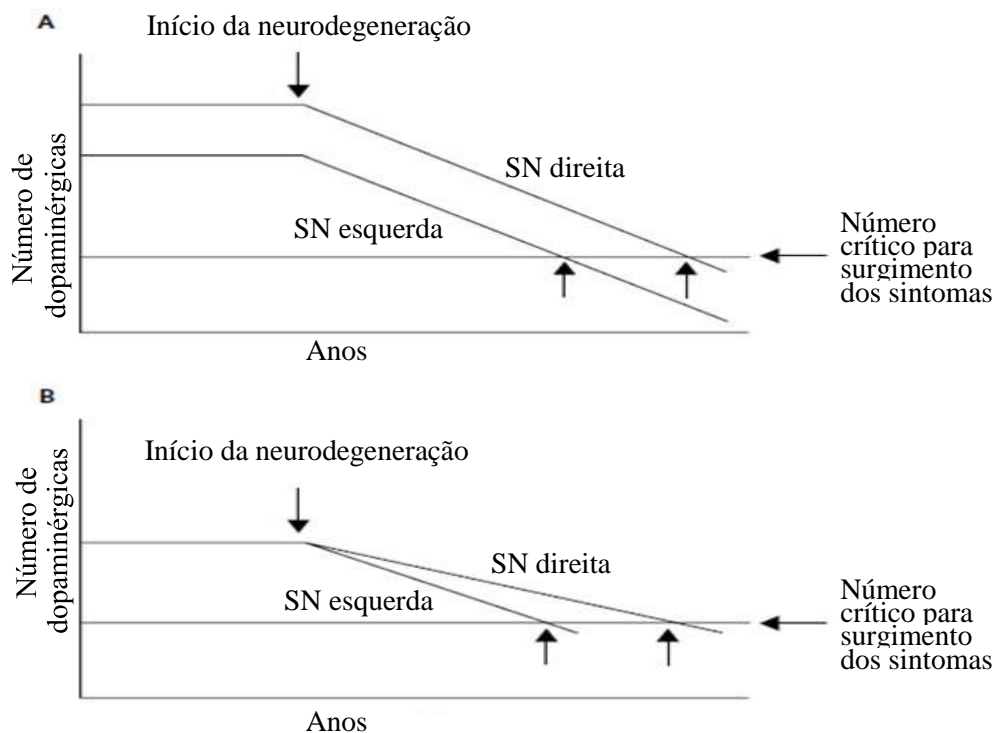 A
Início da neurodegeneração
Número de
dopaminérgicas
SN direita
SN esquerda
Número
crítico para
surgimento
dos sintomas
Anos
B
Início da neurodegeneração
Número de
dopaminérgicas
SN direita
SN esquerda
Número
crítico para
surgimento
dos sintomas
Anos